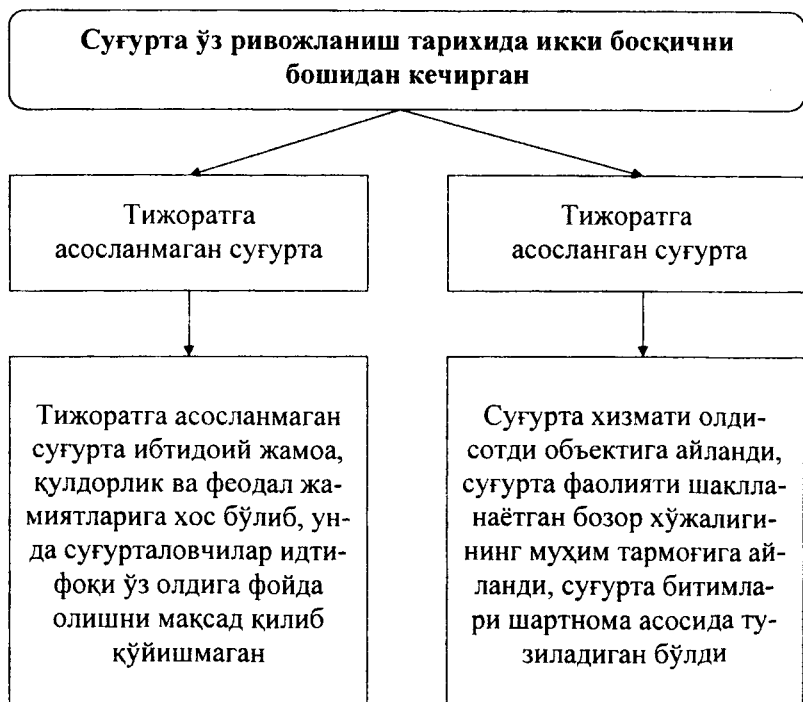 Суғурта ўз ривожланиш тарихида икки босқични
бошидан кечирган
Тижоратга
асосланмаган суғурта
Тижоратга
асосланган суғурта
Тижоратга асосланмаган
суғурта ибтидоий жамоа,
қулдорлик ва феодал жа-
миятларига хос бўлиб, ун-
да суғурталовчилар идти-
фоқи ўз олдига фойда
олишни мақсад қилиб
қўйишмаган
Суғурта хизмати олди-
сотди объектига айланди,
суғурта фаолияти шаклла-
наётган бозор хўжалиги-
нинг муҳим тармоғига ай-
ланди, суғурта битимла-
ри шартнома асосида ту-
зиладиган бўлди